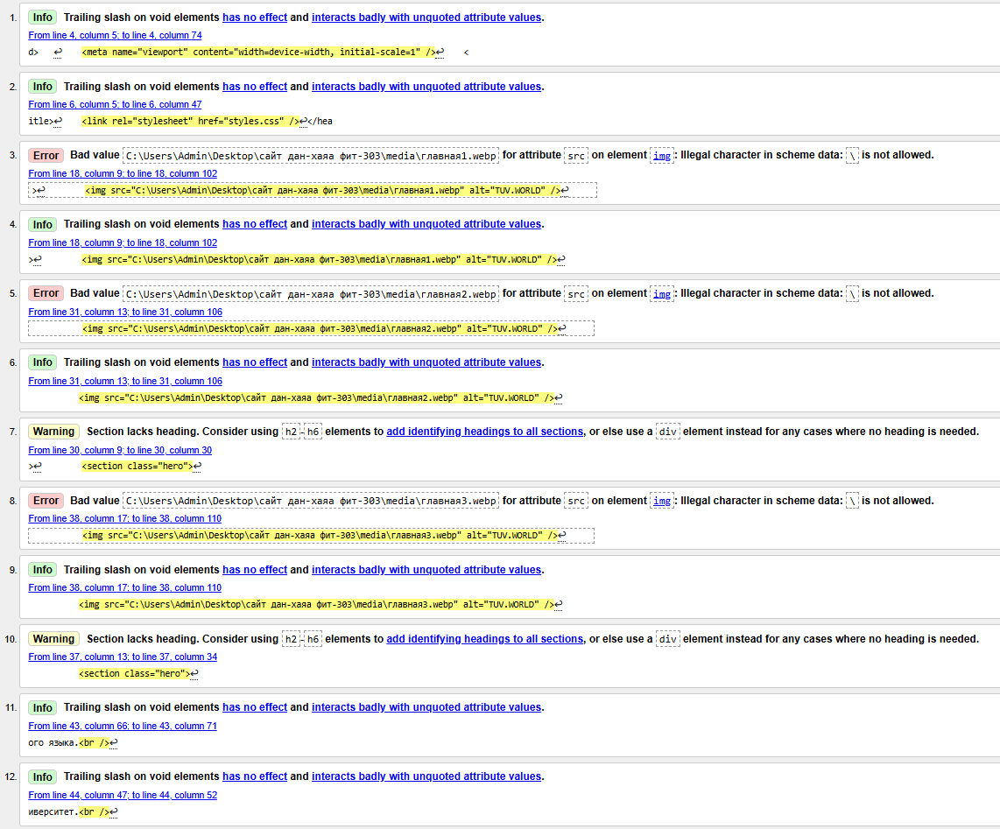 1. Info Trailing slash on void elements has no effect and interacts badly with unquoted attribute values.
From line 4, column 5; to line 4, column 74
d>↩    <meta name="viewport" content="width=device-width, initial-scale=1" />↩    <
2. Info Trailing slash on void elements has no effect and interacts badly with unquoted attribute values.
From line 6, column 5; to line 6, column 47
itle>↩    <link rel="stylesheet" href="styles.css" />↩</hea
3. Error Bad value C:\Users\Admin\Desktop\сайт дан-хаяа фит-303\media\главная1.webp for attribute src on element img: Illegal character in scheme data: \ is not allowed.
From line 18, column 9; to line 18, column 102
>↩        <img src="C:\Users\Admin\Desktop\сайт дан-хаяа фит-303\media\главная1.webp" alt="TUV.WORLD" />↩
4. Info Trailing slash on void elements has no effect and interacts badly with unquoted attribute values.
From line 18, column 9; to line 18, column 102
>↩        <img src="C:\Users\Admin\Desktop\сайт дан-хаяа фит-303\media\главная1.webp" alt="TUV.WORLD" />↩
5. Error Bad value C:\Users\Admin\Desktop\сайт дан-хаяа фит-303\media\главная2.webp for attribute src on element img: Illegal character in scheme data: \ is not allowed.
From line 31, column 13; to line 31, column 106
<img src="C:\Users\Admin\Desktop\сайт дан-хаяа фит-303\media\главная2.webp" alt="TUV.WORLD" />↩
6. Info Trailing slash on void elements has no effect and interacts badly with unquoted attribute values.
From line 31, column 13; to line 31, column 106
<img src="C:\Users\Admin\Desktop\сайт дан-хаяа фит-303\media\главная2.webp" alt="TUV.WORLD" />↩
7. Warning Section lacks heading. Consider using h2-h6 elements to add identifying headings to all sections, or else use a div element instead for any cases where no heading is needed.
From line 30, column 9; to line 30, column 30
>↩        <section class="hero">↩
8. Error Bad value C:\Users\Admin\Desktop\сайт дан-хаяа фит-303\media\главная3.webp for attribute src on element img: Illegal character in scheme data: \ is not allowed.
From line 38, column 17; to line 38, column 110
<img src="C:\Users\Admin\Desktop\сайт дан-хаяа фит-303\media\главная3.webp" alt="TUV.WORLD" />↩
9. Info Trailing slash on void elements has no effect and interacts badly with unquoted attribute values.
From line 38, column 17; to line 38, column 110
<img src="C:\Users\Admin\Desktop\сайт дан-хаяа фит-303\media\главная3.webp" alt="TUV.WORLD" />↩
10. Warning Section lacks heading. Consider using h2-h6 elements to add identifying headings to all sections, or else use a div element instead for any cases where no heading is needed.
From line 37, column 13; to line 37, column 34
<section class="hero">↩
11. Info Trailing slash on void elements has no effect and interacts badly with unquoted attribute values.
From line 43, column 66; to line 43, column 71
ого языка.<br />↩
12. Info Trailing slash on void elements has no effect and interacts badly with unquoted attribute values.
From line 44, column 47; to line 44, column 52
иверситет.<br />↩